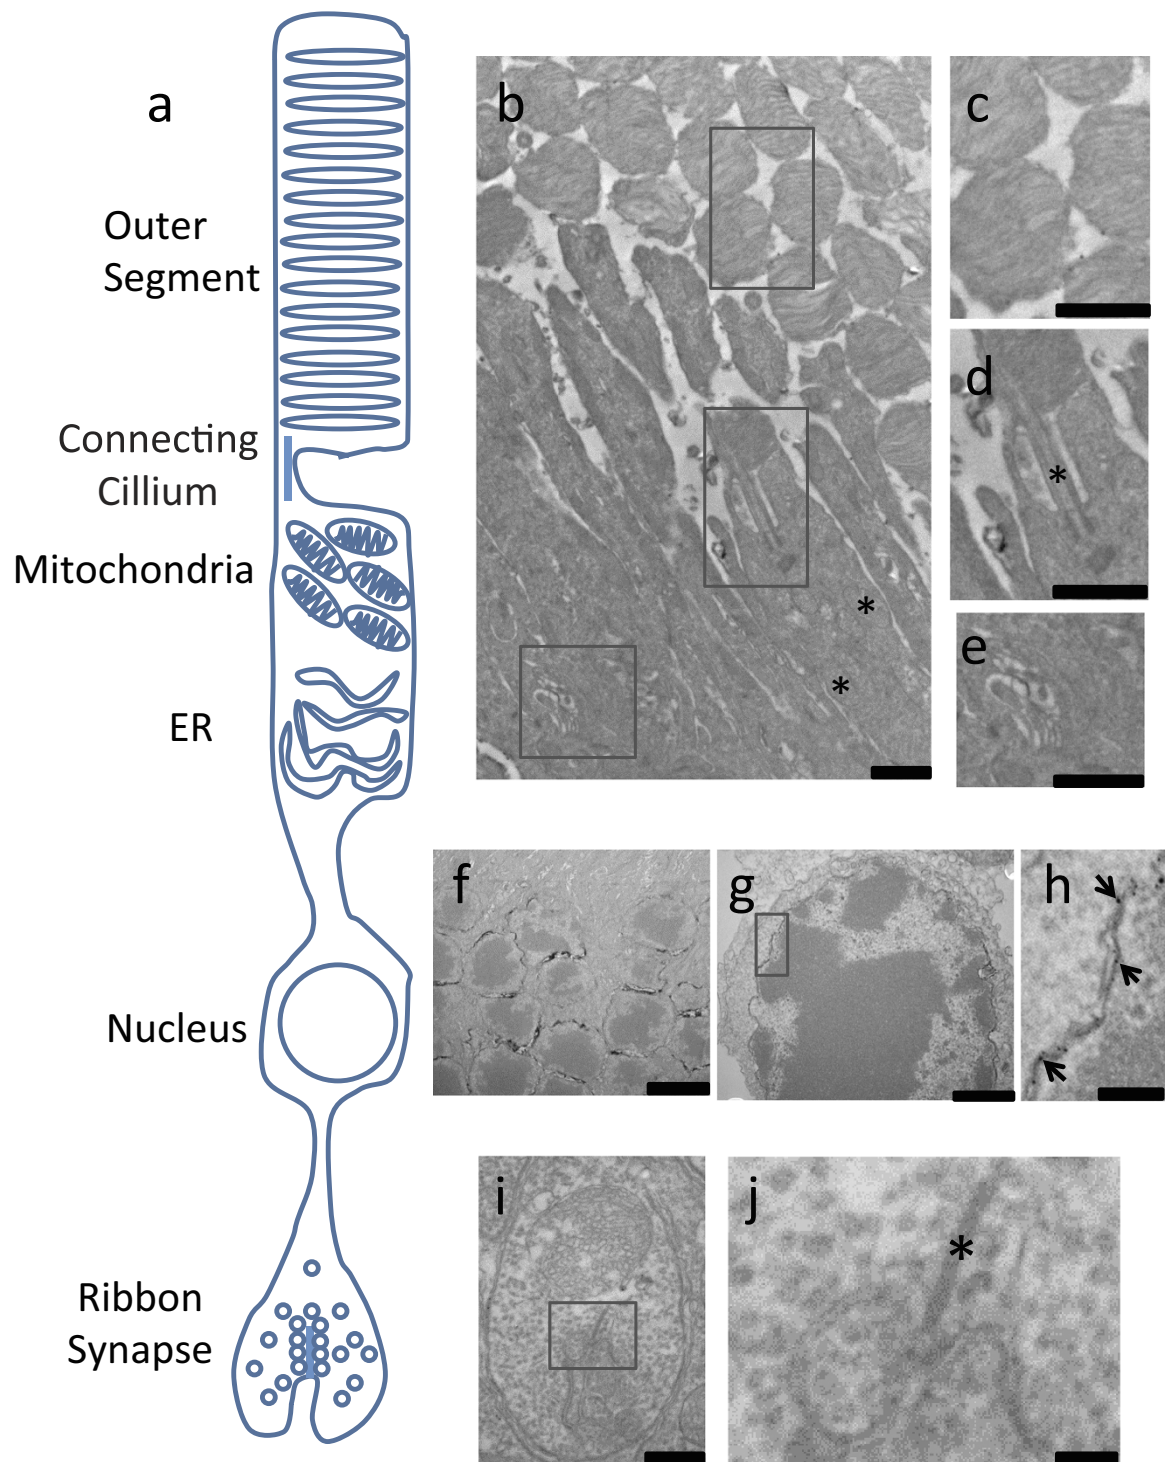 a
Outer
Segment
Connecting
Cillium
Mitochondria
ER
Nucleus
Ribbon
Synapse
b
*
*
c
d
*
e
f
g
h
i
j
*